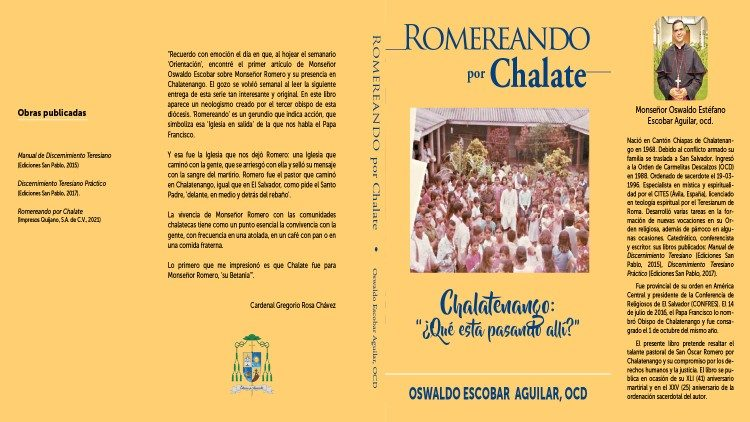 Obras publicadas
Manual de Discernimiento Teresiano
(Ediciones San Pablo, 2015)
Discernimiento Teresiano Práctico
(Ediciones San Pablo, 2017).
Romereando por Chalate
(Impresos Quijano, S.A. de C.V., 2021)
"Recuerdo con emoción el día en que, al hojear el semanario
'Orientación', encontré el primer artículo de Monseñor
Oswaldo Escobar sobre Monseñor Romero y su presencia en
Chalatenango. El gozo se volvió semanal al leer la siguiente
entrega de esta serie tan interesante y original. En este libro
aparece un neologismo creado por el tercer obispo de esta
diócesis. 'Romereando' es un gerundio que indica acción, que
simboliza esa 'Iglesia en salida' de la que nos habla el Papa
Francisco.
Y esa fue la Iglesia que nos dejó Romero: una Iglesia que
caminó con la gente, que se arriesgó con ella y selló su mensaje
con la sangre del martirio. Romero fue el pastor que caminó
en Chalatenango, igual que en El Salvador, como pide el Santo
Padre, 'delante, en medio y detrás del rebaño'.
La vivencia de Monseñor Romero con las comunidades
chalatecas tiene como un punto esencial la convivencia con la
gente, con frecuencia en una atolada, en un café con pan o en
una comida fraterna.
Lo primero que me impresionó es que Chalate fue para
Monseñor Romero, 'su Betania'".
Cardenal Gregorio Rosa Chávez
ROMEREANDO por CHALATE • Oswaldo Escobar Aguilar, OCD
ROMEREANDO
por Chalate
Chalatenango:
"¿Qué esta pasando allí?"
OSWALDO ESCOBAR AGUILAR, OCD
Monseñor Oswaldo Estéfano
Escobar Aguilar, ocd.
Nació en Cantón Chiapas de Chalatenan-
go en 1968. Debido al conflicto armado su
familia se traslada a San Salvador. Ingresó
a la Orden de Carmelitas Descalzos (OCD)
en 1988. Ordenado de sacerdote el 19-03-
1996. Especialista en mística y espirituali-
dad por el CITES (Ávila, España), licenciado
en teología espiritual por el Teresianum de
Roma. Desarrolló varias tareas en la for-
mación de nuevas vocaciones en su Or-
den religiosa, además de párroco en algu-
nas ocasiones. Catedrático, conferencista
y escritor: sus libros publicados: Manual de
Discernimiento Teresiano (Ediciones San
Pablo, 2015), Discernimiento Teresiano
Práctico (Ediciones San Pablo, 2017).
Fue provincial de su orden en América
Central y presidente de la Conferencia de
Religiosos de El Salvador (CONFRES). El 14
de julio de 2016, el Papa Francisco lo nom-
bró Obispo de Chalatenango y fue consa-
grado el 1 de octubre del mismo año.
El presente libro pretende resaltar el
talante pastoral de San Óscar Romero por
Chalatenango y su compromiso por los de-
rechos humanos y la justicia. El libro se pu-
blica en ocasión de su XLI (41) aniversario
martirial y en el XXV (25) aniversario de la
ordenación sacerdotal del autor.